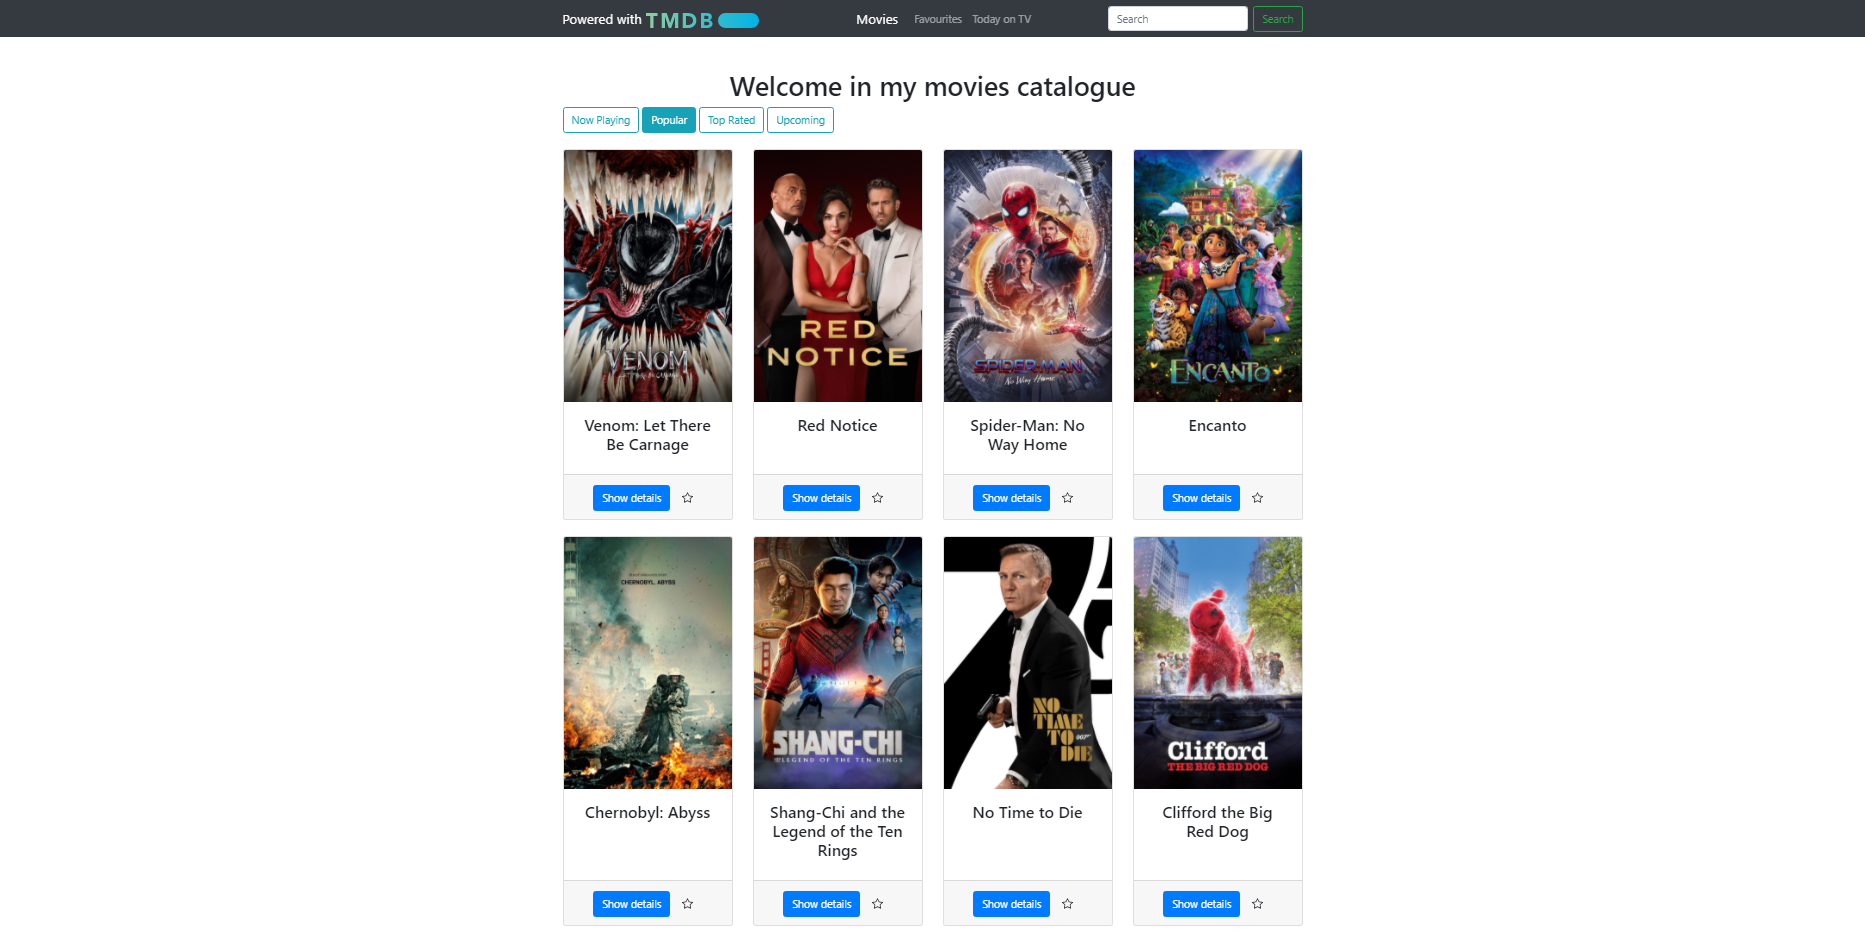 Powered with TMDB Movies Favourites Today on TV Search Search
Welcome in my movies catalogue
Now Playing Popular Top Rated Upcoming
VENOM
LET THERE BE CARNAGE
RED
NOTICE
SPIDER-MAN
No Way Home
ENCANTO
Venom: Let There
Be Carnage
Red Notice
Spider-Man: No
Way Home
Encanto
Show details Show details Show details Show details
CHERNOBYL. ABYSS
SHANG-CHI
LEGEND OF THE TEN RINGS
NO
TIME
TO
007
DIE
Clifford
THE BIG RED DOG
Chernobyl: Abyss
Shang-Chi and the
Legend of the Ten
Rings
No Time to Die
Clifford the Big
Red Dog
Show details Show details Show details Show details